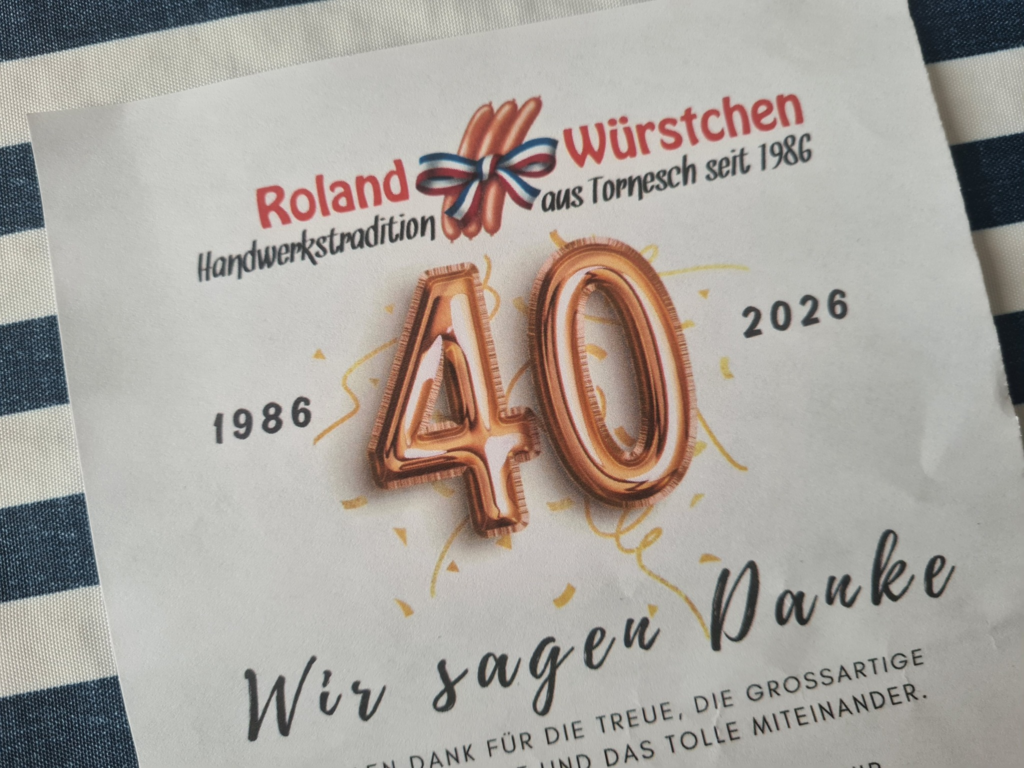 Roland Würstchen
Handwerkstradition aus Tornesch seit 1986
40
1986 2026
Wir sagen Danke
DANK FÜR DIE TREUE, DIE GROSSARTIGE
UND DAS TOLLE MITEINANDER.